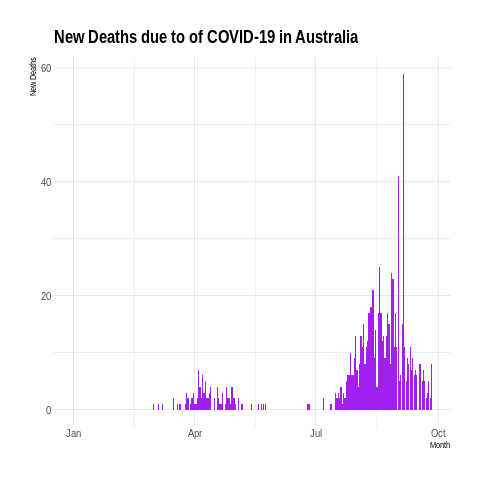 New Deaths due to of COVID-19 in Australia
New Deaths
60
40
20
0
Jan Apr Jul Oct
Month